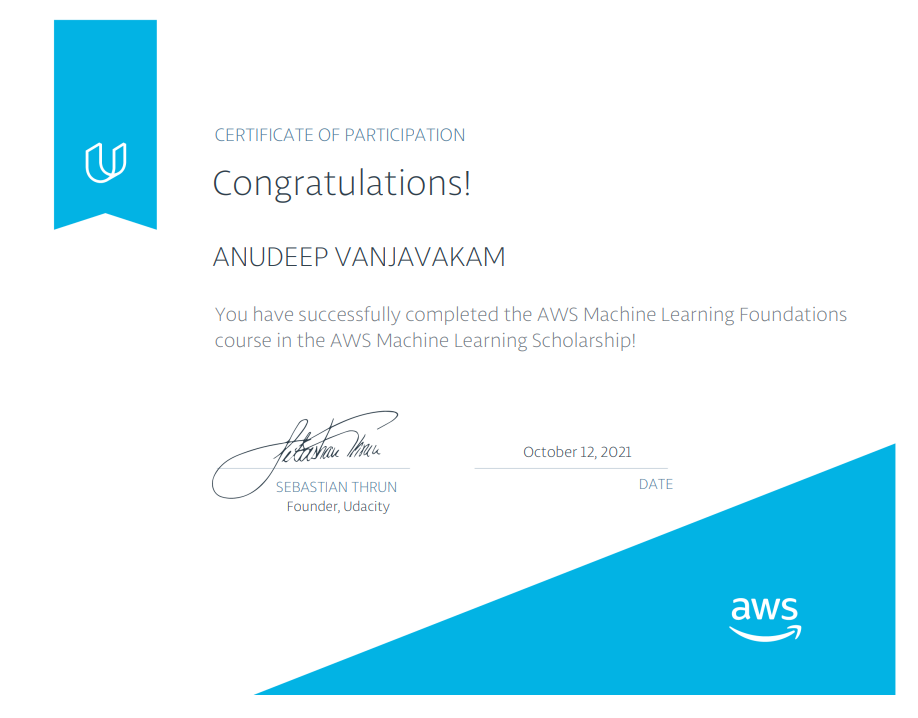 CERTIFICATE OF PARTICIPATION
Congratulations!
ANUDEEP VANJAVAKAM
You have successfully completed the AWS Machine Learning Foundations
course in the AWS Machine Learning Scholarship!
Sebastian Thrun
SEBASTIAN THRUN
Founder, Udacity
October 12, 2021
DATE
aws